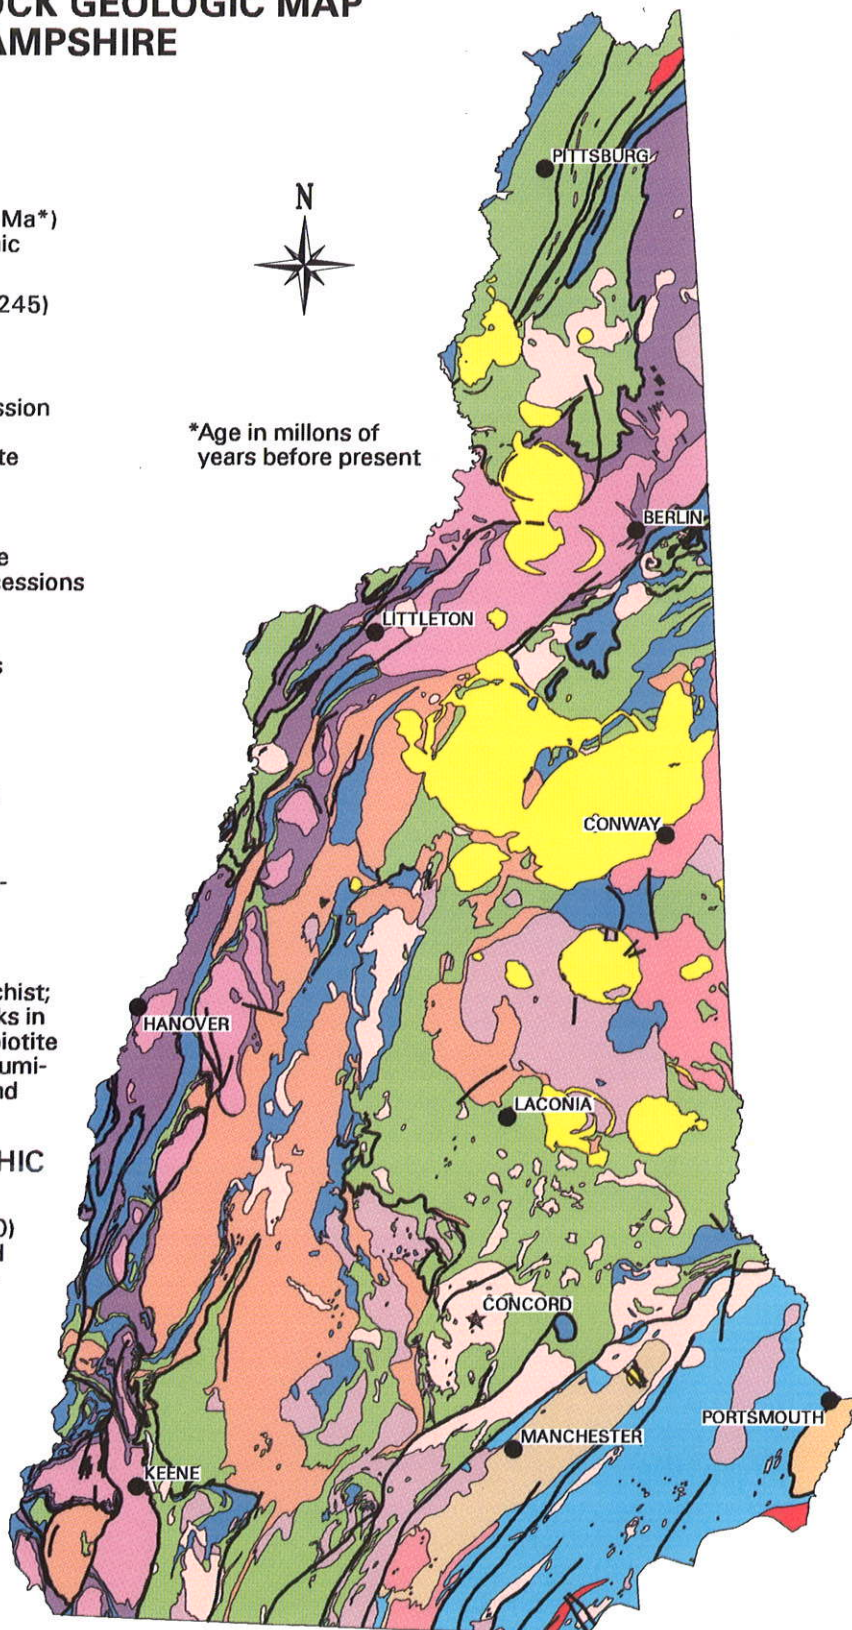 OCK GEOLOGIC MAP
AMPSHIRE
Ma*)
ic
245)
ssion
te
*Age in millons of
years before present
e
cessions
s
-
chist;
ks in
biotite
umi-
nd
HIC
0)
d
N
PITTSBURG
BERLIN
LITTLETON
CONWAY
HANOVER
LACONIA
CONCORD
PORTSMOUTH
MANCHESTER
KEENE